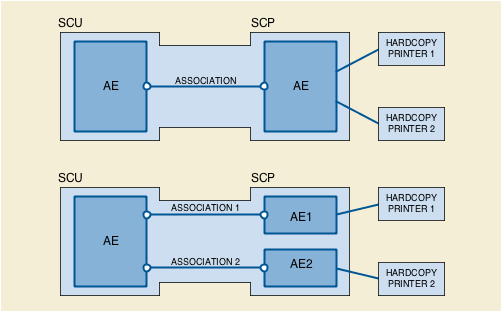 SCU
SCP
AE
ASSOCIATION
AE
HARDCOPY
PRINTER 1
HARDCOPY
PRINTER 2
SCU
SCP
AE
ASSOCIATION 1
AE1
HARDCOPY
PRINTER 1
ASSOCIATION 2
AE2
HARDCOPY
PRINTER 2